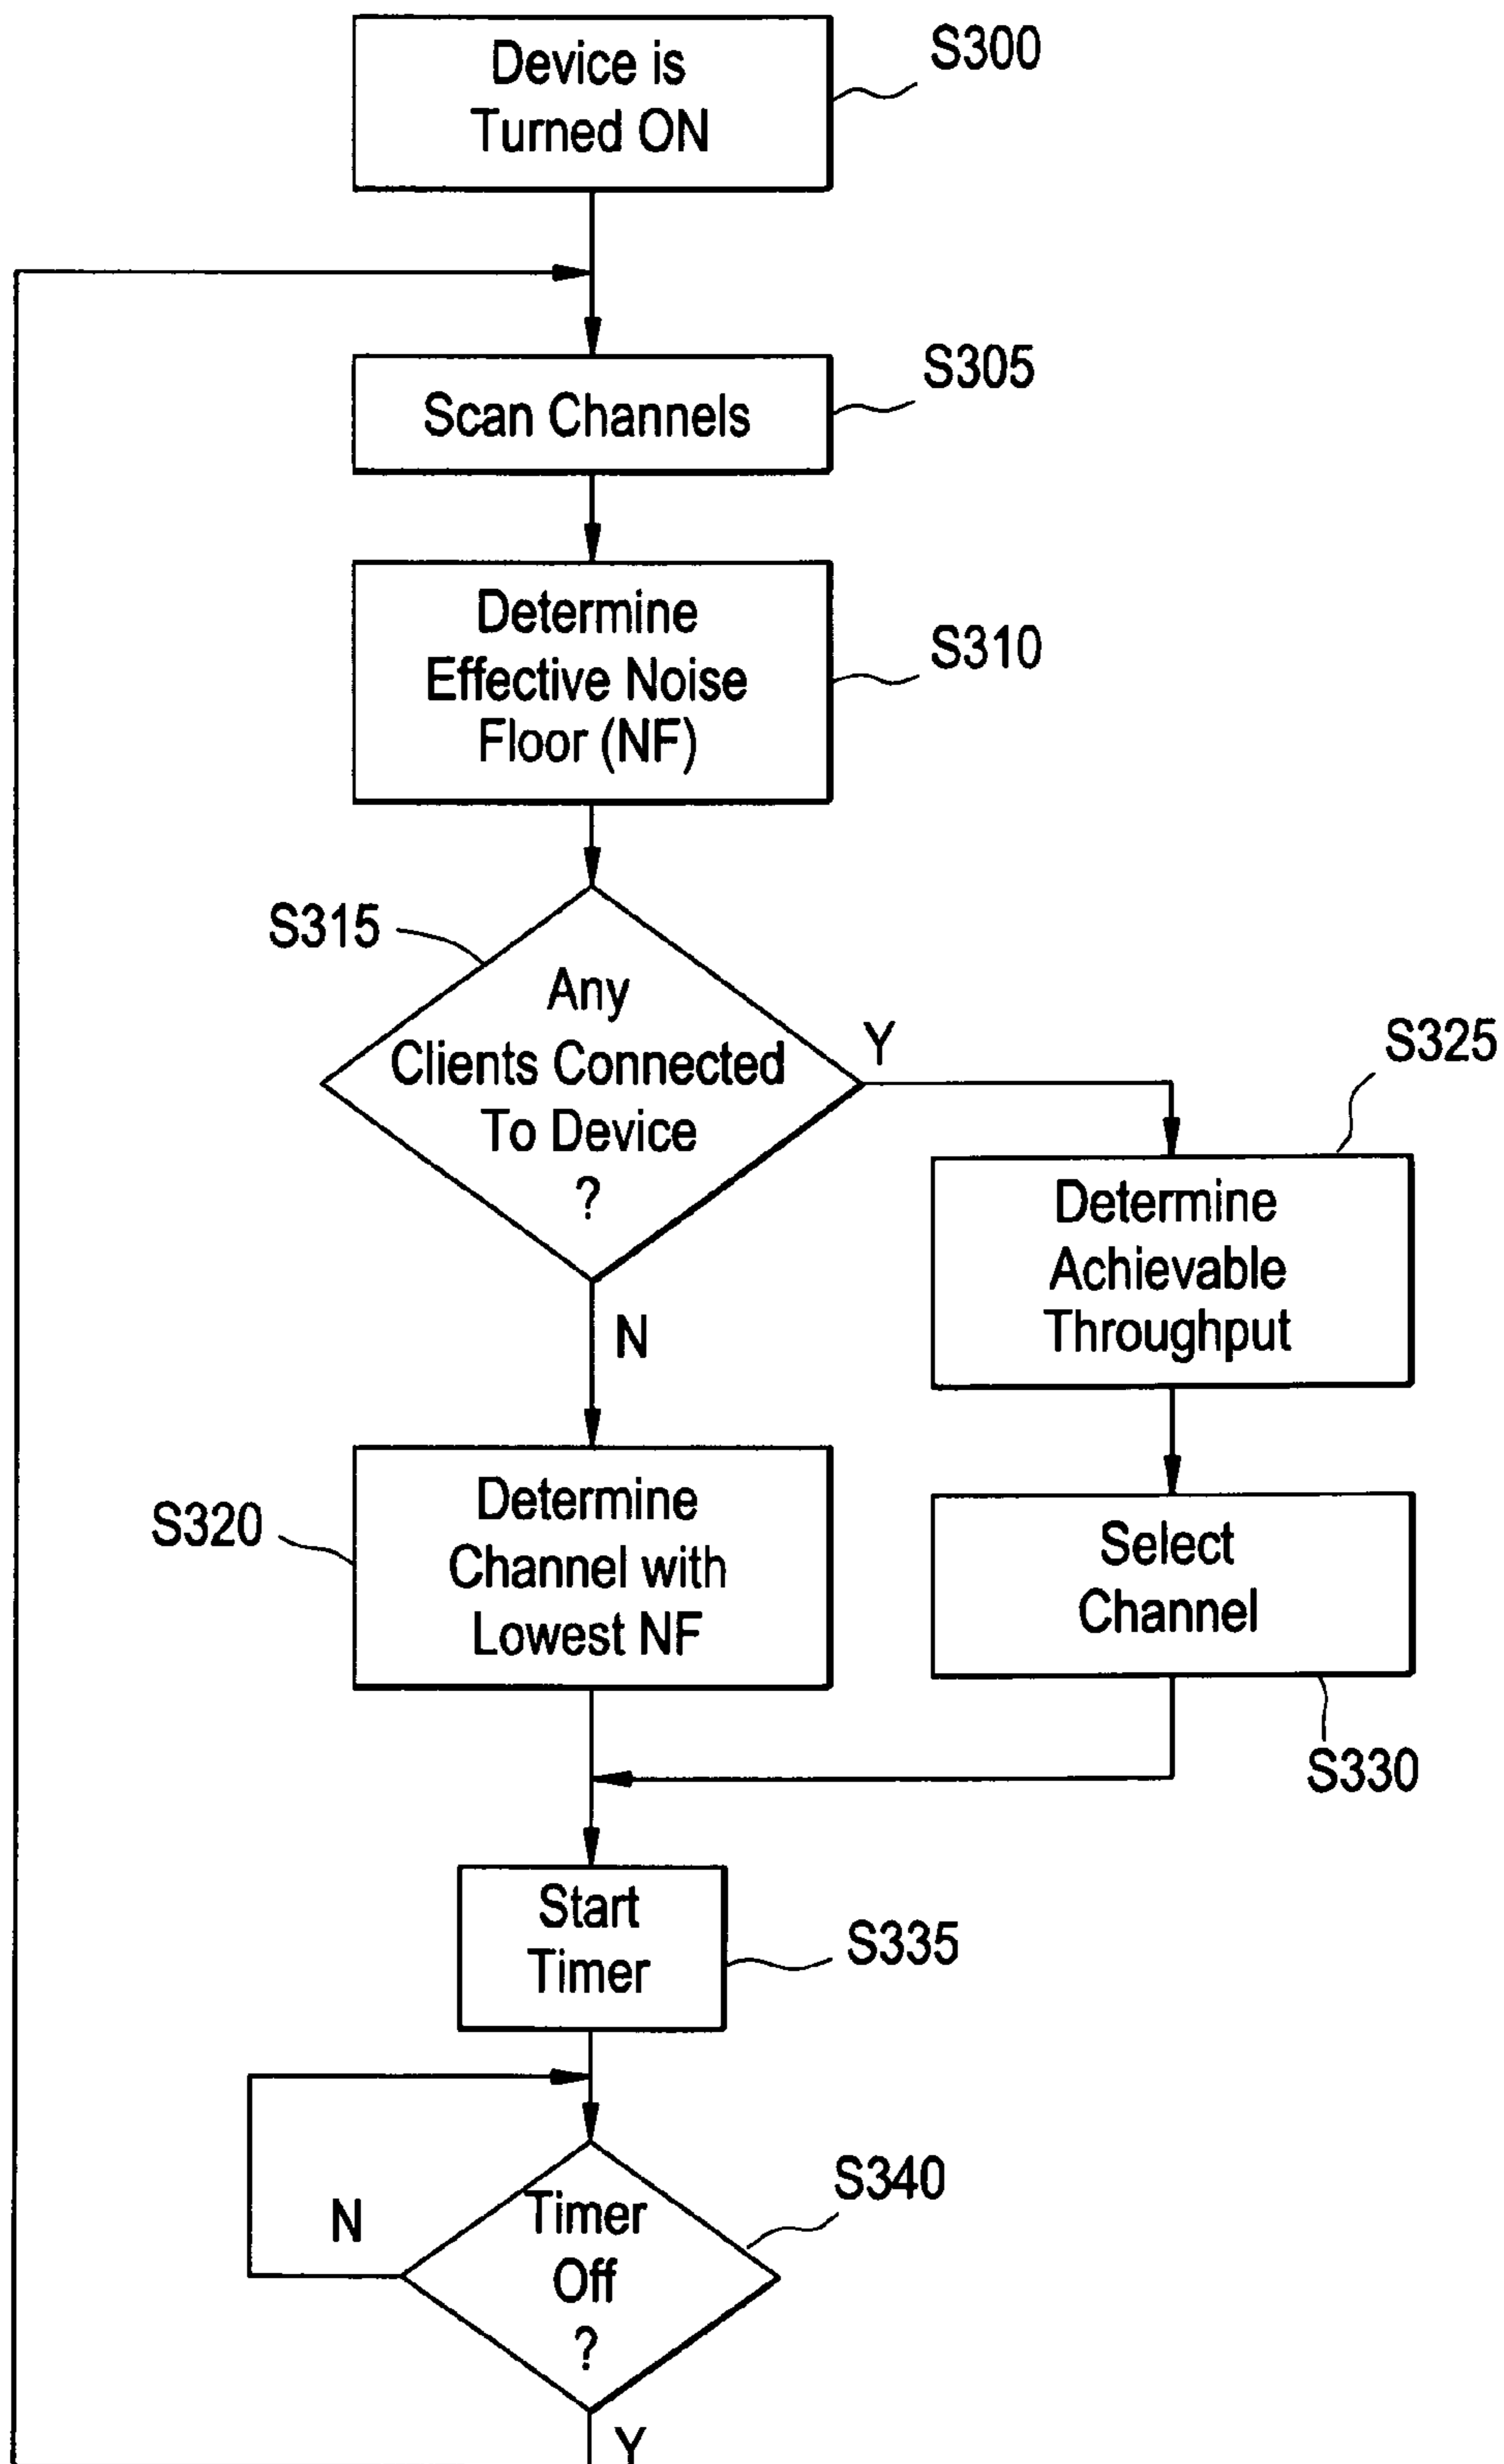 Device is
Turned ON
S300
Scan Channels
S305
Determine
Effective Noise
Floor (NF)
S310
S315
Any
Clients Connected
To Device
?
Y
N
S325
Determine
Achievable
Throughput
S320
Determine
Channel with
Lowest NF
Select
Channel
S330
Start
Timer
S335
S340
N
Timer
Off
?
Y